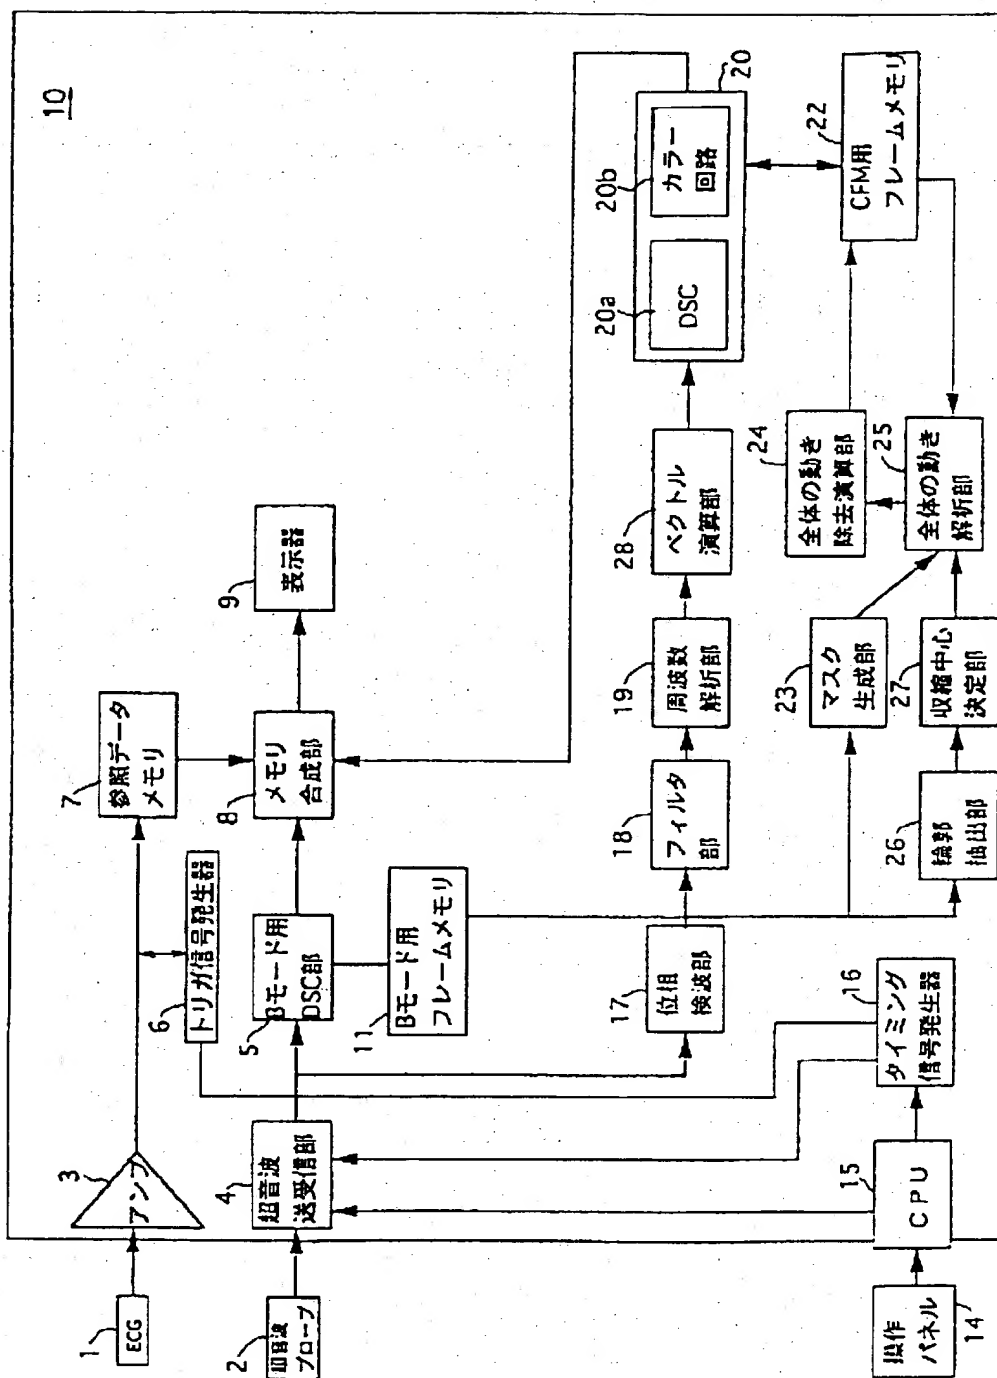 10
1
ECG
3
アンプ
7
参照データ
メモリ
6
トリガ信号発生器
2
超音波
プローブ
4
超音波
送受信部
5
Bモード用
DSC部
8
メモリ
合成部
9
表示器
11
Bモード用
フレームメモリ
17
位相
検波部
18
フィルタ
部
19
周波数
解析部
28
ベクトル
演算部
20
20a
DSC
20b
カラー
回路
22
CFM用
フレームメモリ
23
マスク
生成部
24
全体の動き
除去演算部
25
全体の動き
解析部
26
輪郭
抽出部
27
収縮中心
決定部
14
操作
パネル
15
CPU
16
タイミング
信号発生器